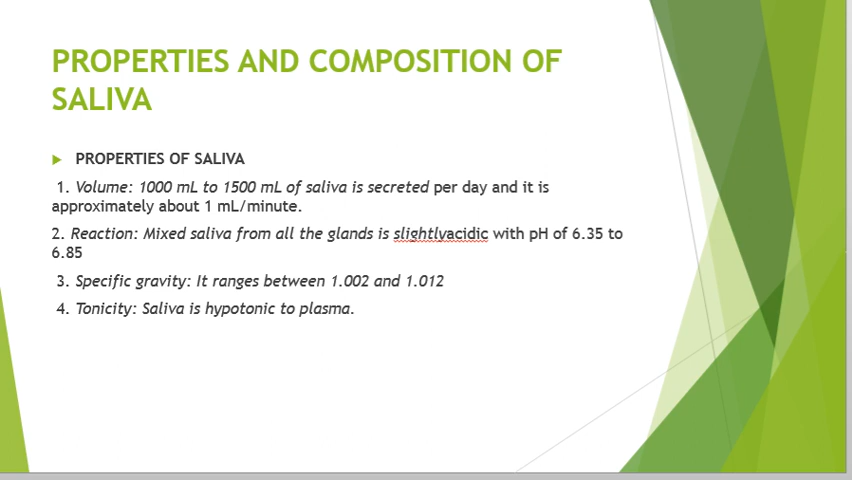 PROPERTIES AND COMPOSITION OF
SALIVA
PROPERTIES OF SALIVA
1. Volume: 1000 mL to 1500 mL of saliva is secreted per day and it is
approximately about 1 mL/minute.
2. Reaction: Mixed saliva from all the glands is slightlyacidic with pH of 6.35 to
6.85
3. Specific gravity: It ranges between 1.002 and 1.012
4. Tonicity: Saliva is hypotonic to plasma.